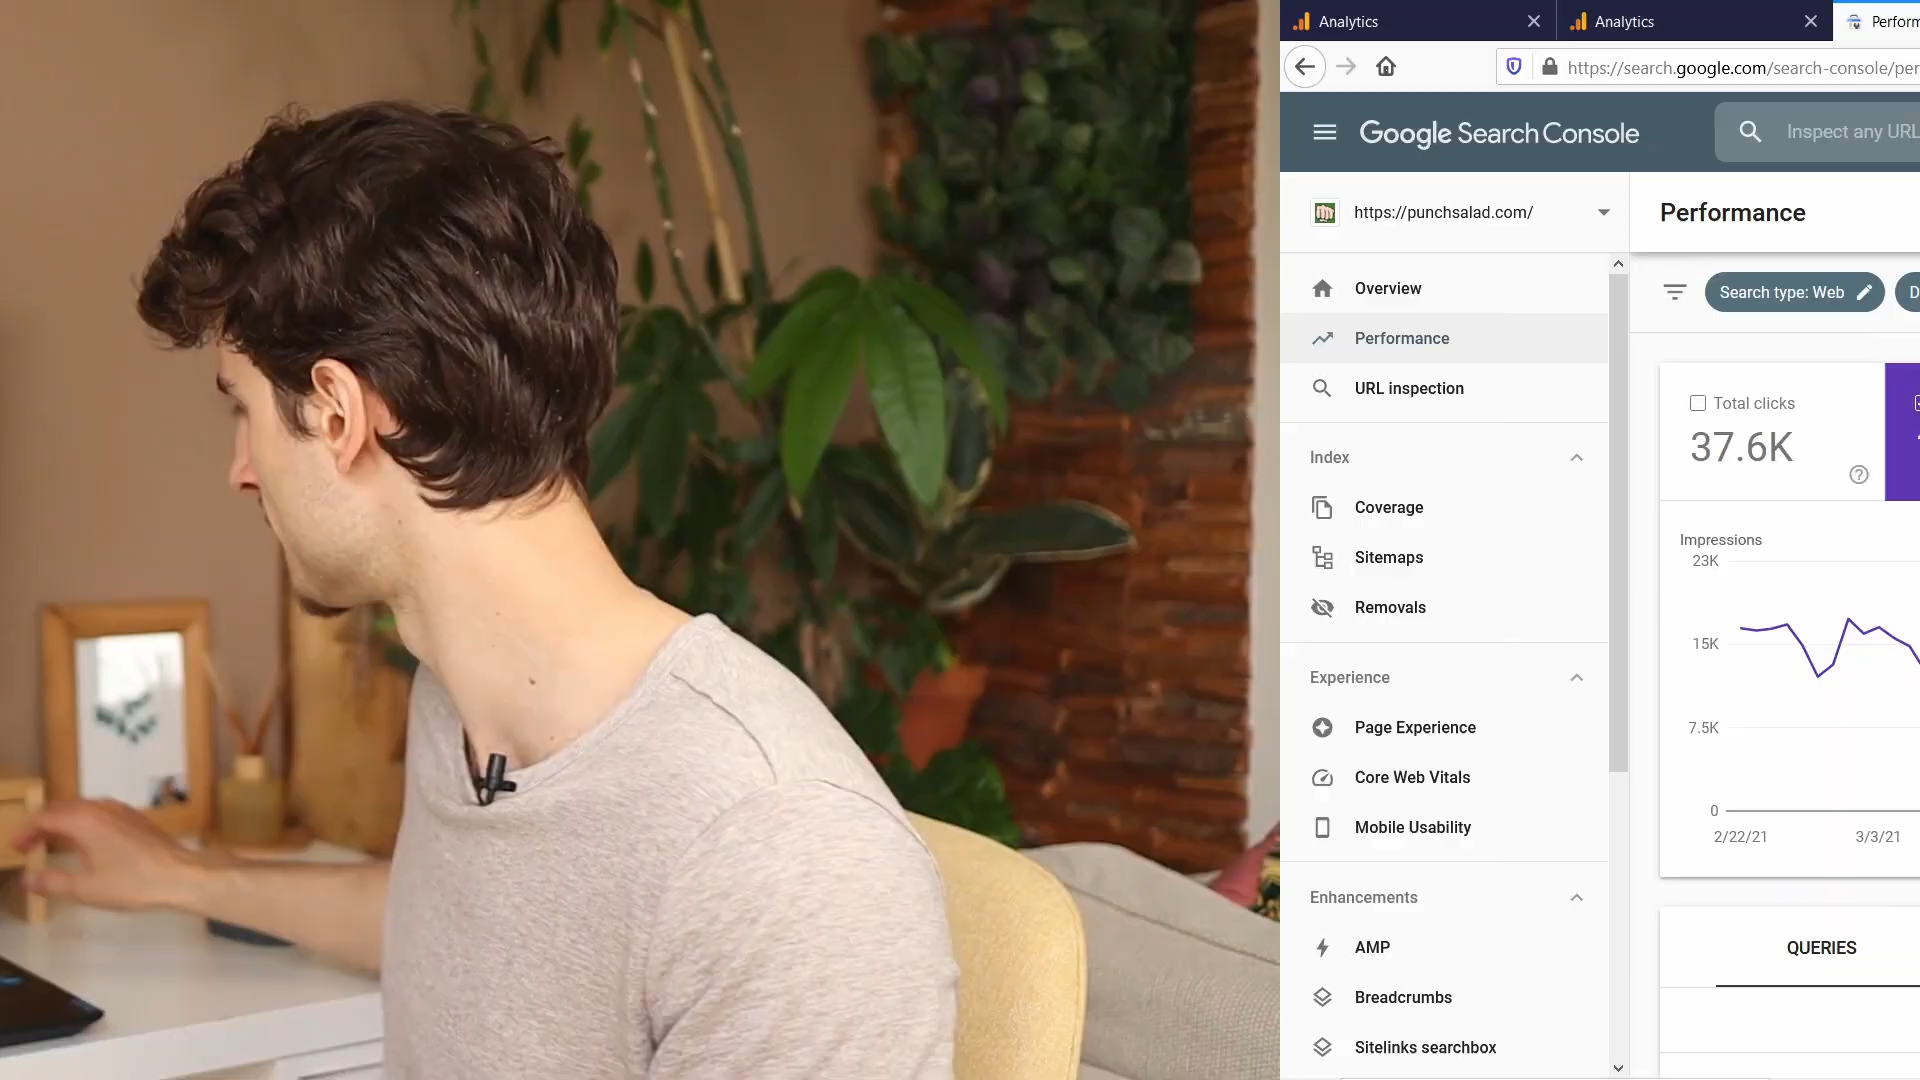 Analytics
Analytics
Perform
https://search.google.com/search-console/per
Google Search Console
Inspect any URL
https://punchsalad.com/
Performance
Overview
Performance
URL inspection
Search type: Web
D
Total clicks
37.6K
Index
Coverage
Sitemaps
Removals
Impressions
23K
15K
7.5K
0
2/22/21
3/3/21
Experience
Page Experience
Core Web Vitals
Mobile Usability
Enhancements
AMP
Breadcrumbs
Sitelinks searchbox
QUERIES